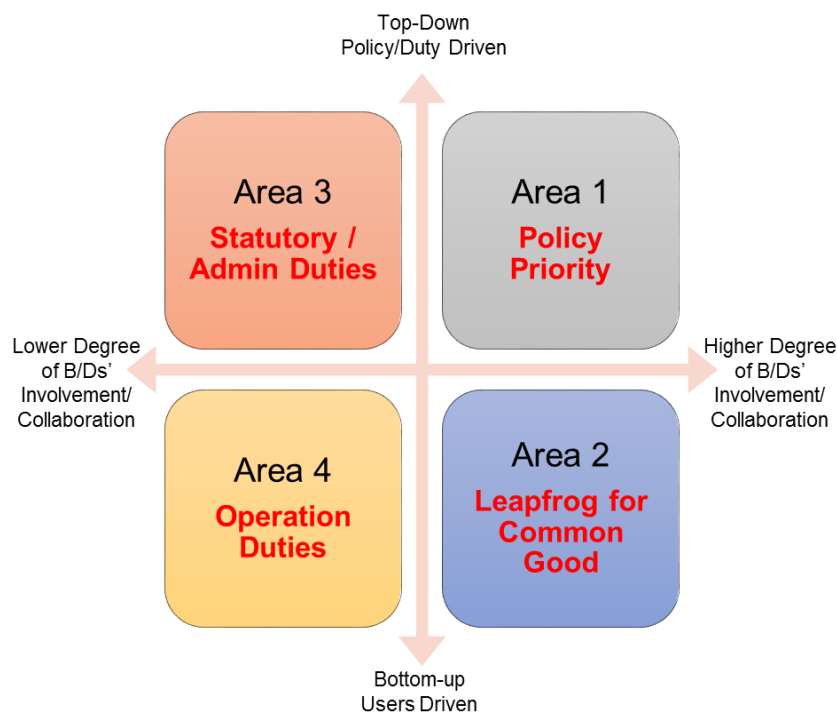 Top-Down
Policy/Duty Driven
Area 3
Statutory /
Admin Duties
Area 1
Policy
Priority
Lower Degree
of B/Ds'
Involvement/
Collaboration
Higher Degree
of B/Ds'
Involvement/
Collaboration
Area 4
Operation
Duties
Area 2
Leapfrog for
Common
Good
Bottom-up
Users Driven